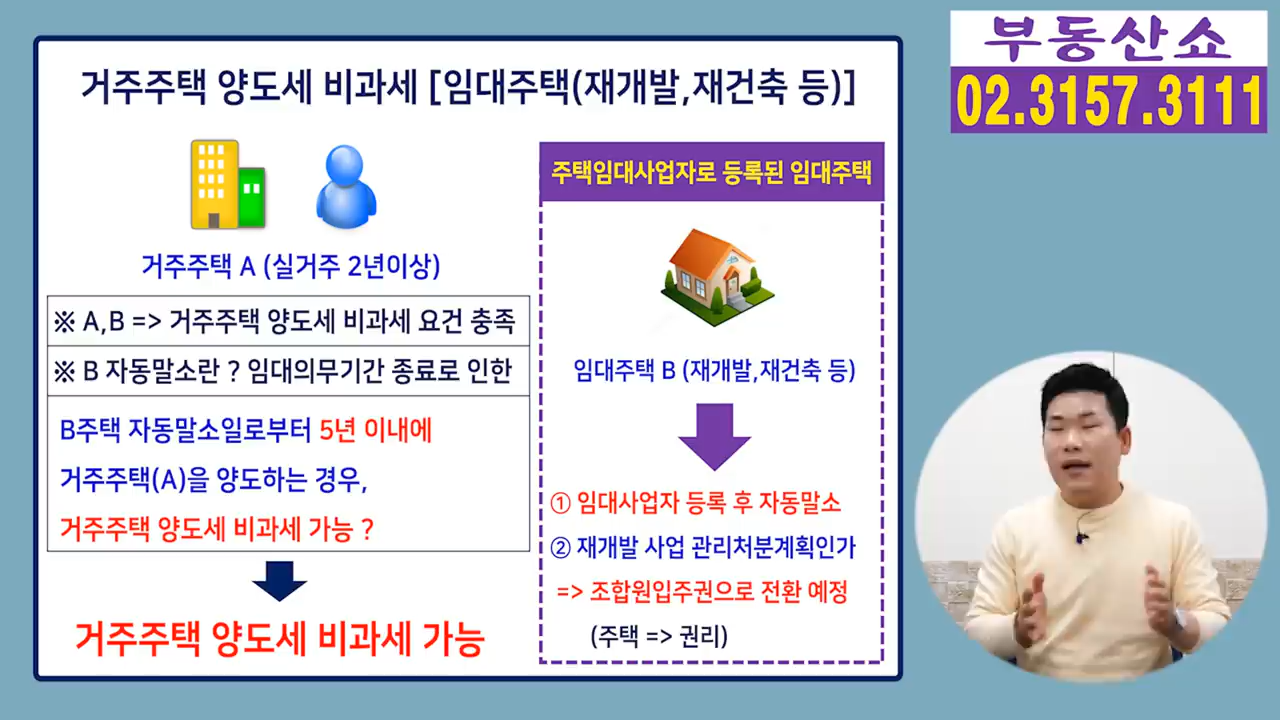 부동산쇼
02.3157.3111
거주주택 양도세 비과세 [임대주택(재개발,재건축 등)]
거주주택 A (실거주 2년이상)
※ A,B => 거주주택 양도세 비과세 요건 충족
※ B 자동말소란 ? 임대의무기간 종료로 인한
B주택 자동말소일로부터 5년 이내에
거주주택(A)을 양도하는 경우,
거주주택 양도세 비과세 가능 ?
거주주택 양도세 비과세 가능
주택임대사업자로 등록된 임대주택
임대주택 B (재개발,재건축 등)
① 임대사업자 등록 후 자동말소
② 재개발 사업 관리처분계획인가
=> 조합원입주권으로 전환 예정
(주택 => 권리)